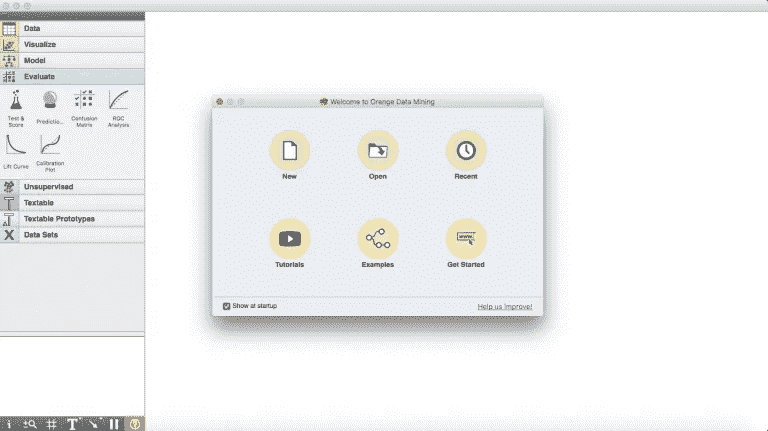 Data
Visualize
Model
Evaluate
Test & Score
Predictio...
Confusion Matrix
ROC Analysis
Lift Curve
Calibration Plot
Unsupervised
Textable
Textable Prototypes
Data Sets
Welcome to Orange Data Mining
New
Open
Recent
www
Tutorials
Examples
Get Started
Show at startup
Help us improve!